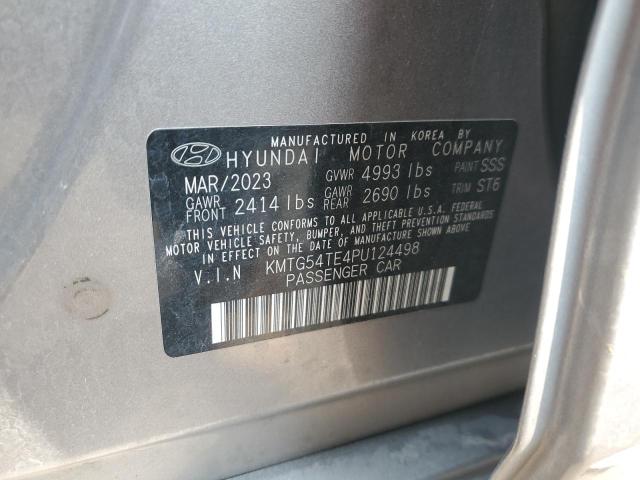 MANUFACTURED IN KOREA BY
HYUNDAI MOTOR COMPANY
MAR/2023 GVWR 4993 lbs PAINT SSS
GAWR FRONT 2414 lbs GAWR REAR 2690 lbs TRIM ST6
THIS VEHICLE CONFORMS TO ALL APPLICABLE U.S.A. FEDERAL
MOTOR VEHICLE SAFETY, BUMPER, AND THEFT PREVENTION STANDARDS
IN EFFECT ON THE DATE OF MANUFACTURE SHOWN ABOVE.
V.I.N KMTG54TE4PU124498
PASSENGER CAR